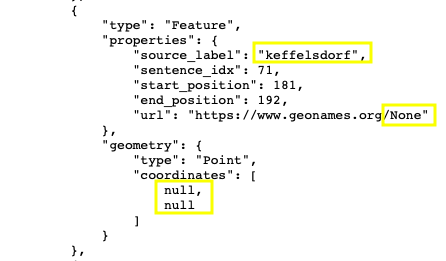 {
"type": "Feature",
"properties": {
"source_label": "keffelsdorf",
"sentence_idx": 71,
"start_position": 181,
"end_position": 192,
"url": "https://www.geonames.org/None"
},
"geometry": {
"type": "Point",
"coordinates": [
null,
null
]
}
},